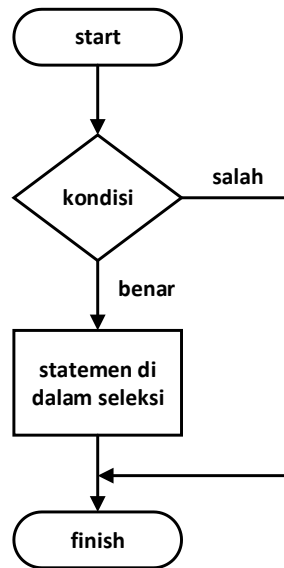 start
kondisi
salah
benar
statemen di
dalam seleksi
finish